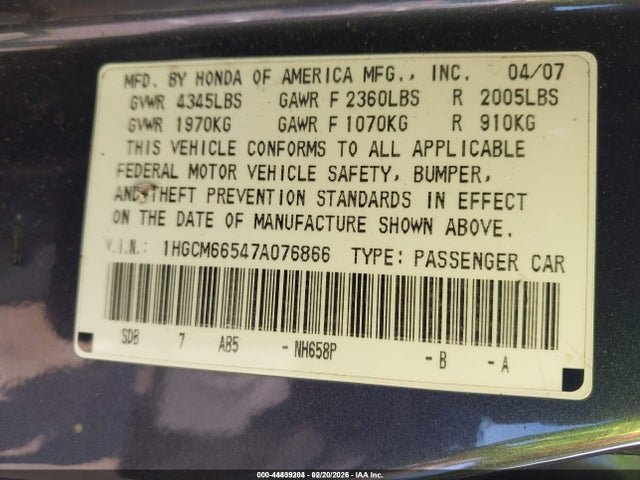 MFD. BY HONDA OF AMERICA MFG., INC. 04/07
GVWR 4345LBS GAWR F 2360LBS R 2005LBS
GVWR 1970KG GAWR F 1070KG R 910KG
THIS VEHICLE CONFORMS TO ALL APPLICABLE
FEDERAL MOTOR VEHICLE SAFETY, BUMPER,
AND THEFT PREVENTION STANDARDS IN EFFECT
ON THE DATE OF MANUFACTURE SHOWN ABOVE.
V.I.N.: 1HGCM66547A076866 TYPE: PASSENGER CAR
SDB 7 AB5 - NH658P - B - A
000-44439204 - 02/20/2026 - IAA Inc.